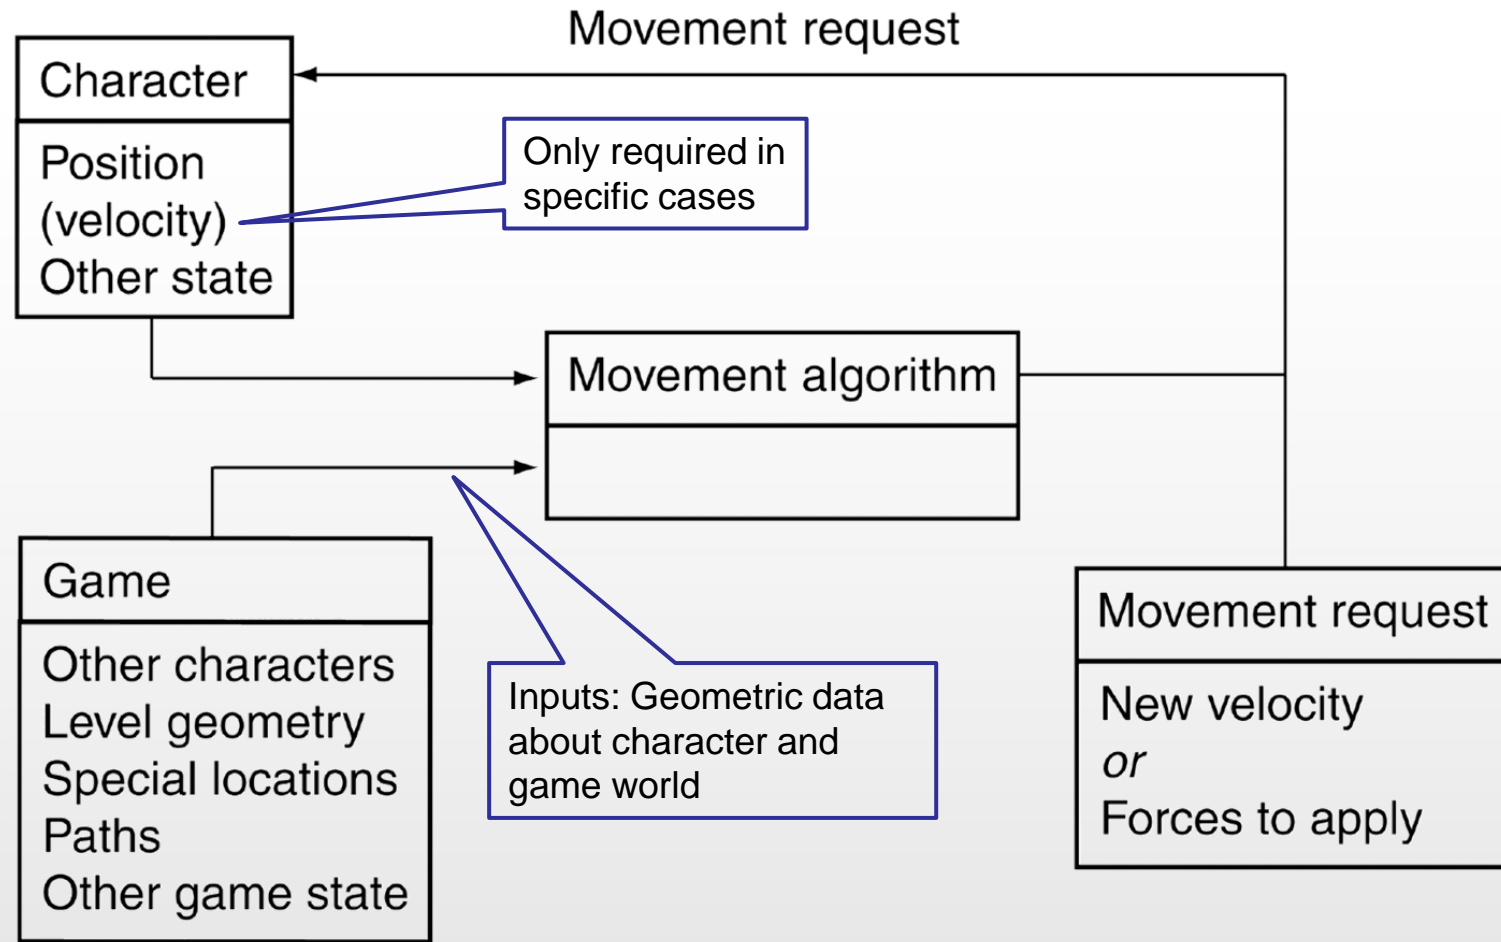 Movement request
Character
Position
(velocity)
Other state
Only required in
specific cases
Movement algorithm
Game
Other characters
Level geometry
Special locations
Paths
Other game state
Inputs: Geometric data
about character and
game world
Movement request
New velocity
or
Forces to apply